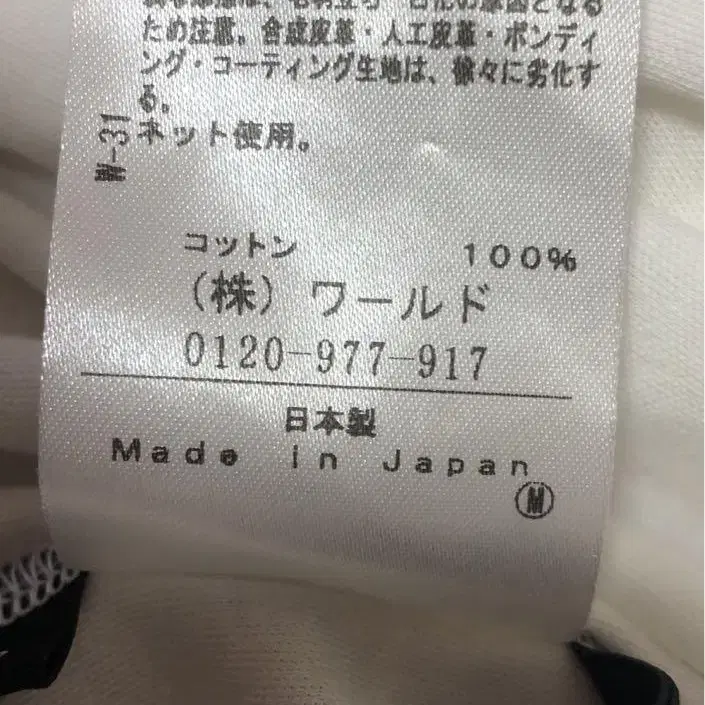 ため注意。合成皮革・人工皮革・ボンディ
ング・コーティング生地は、徐々に劣化す
る。
ネット使用。
W-31
コットン 100%
(株) ワールド
0120-977-917
日本製
Made in Japan
Ⓜ